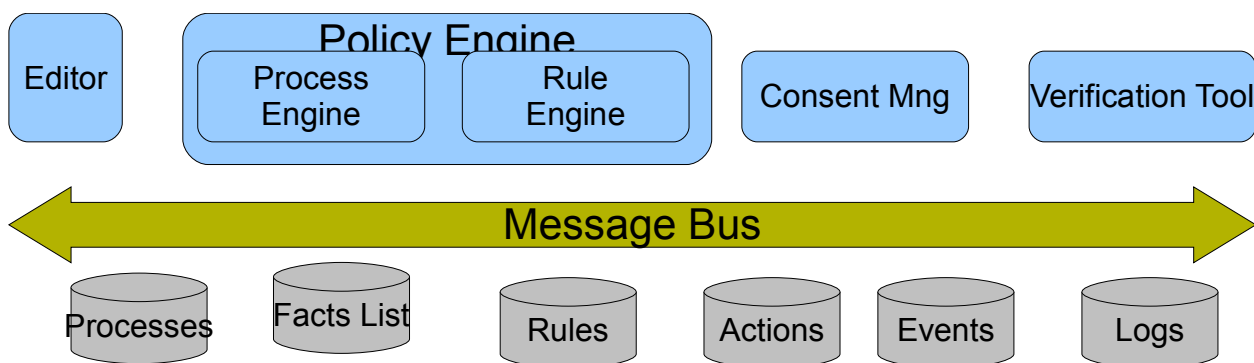 Editor
Policy Engine
Process
Engine
Rule
Engine
Consent Mng
Verification Tool
Message Bus
Processes
Facts List
Rules
Actions
Events
Logs